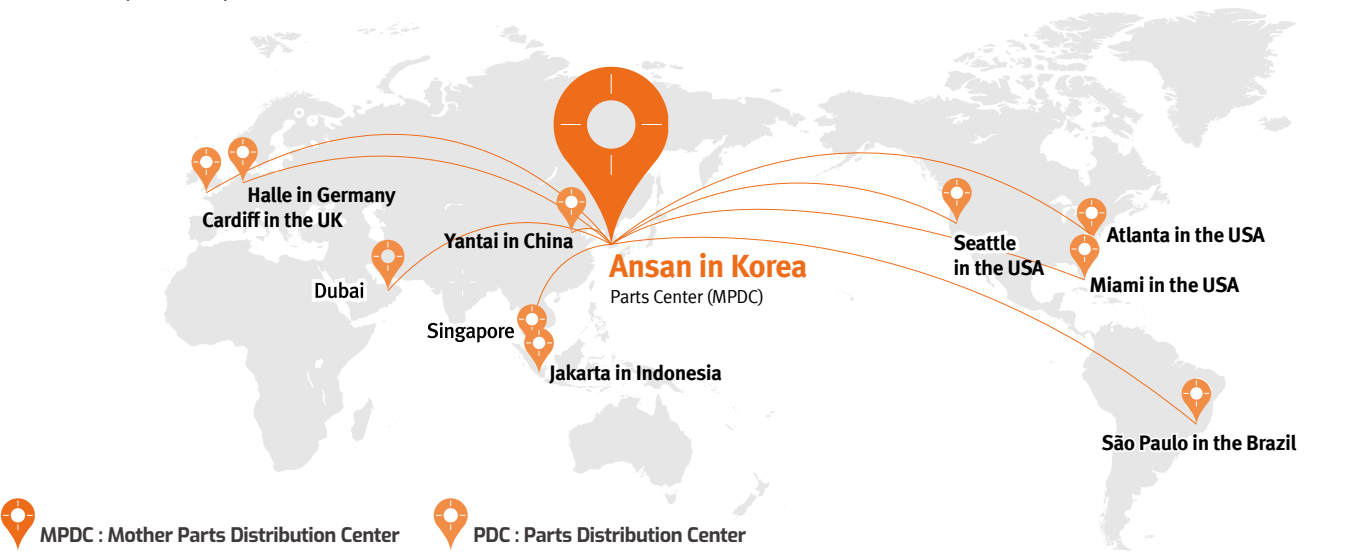 Halle in Germany
Cardiff in the UK
Yantai in China
Dubai
Ansan in Korea
Parts Center (MPDC)
Singapore
Jakarta in Indonesia
Seattle
in the USA
Atlanta in the USA
Miami in the USA
São Paulo in the Brazil
MPDC : Mother Parts Distribution Center
PDC : Parts Distribution Center